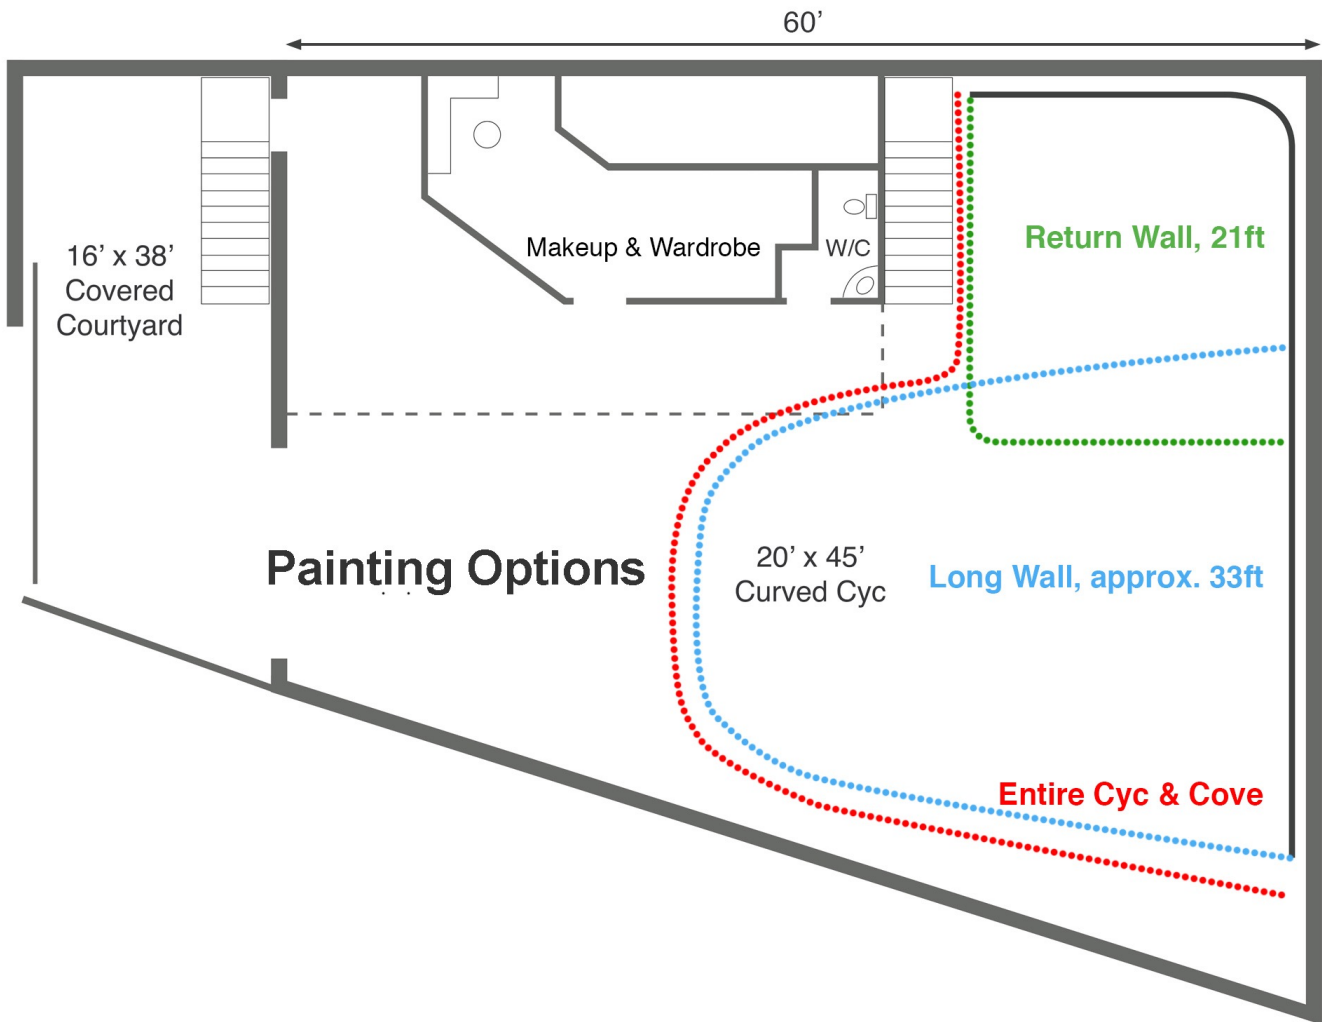 60’
Return Wall, 21ft
Makeup & Wardrobe
W/C
16’ x 38’
Covered
Courtyard
Painting Options
20’ x 45’
Curved Cyc
Long Wall, approx. 33ft
Entire Cyc & Cove